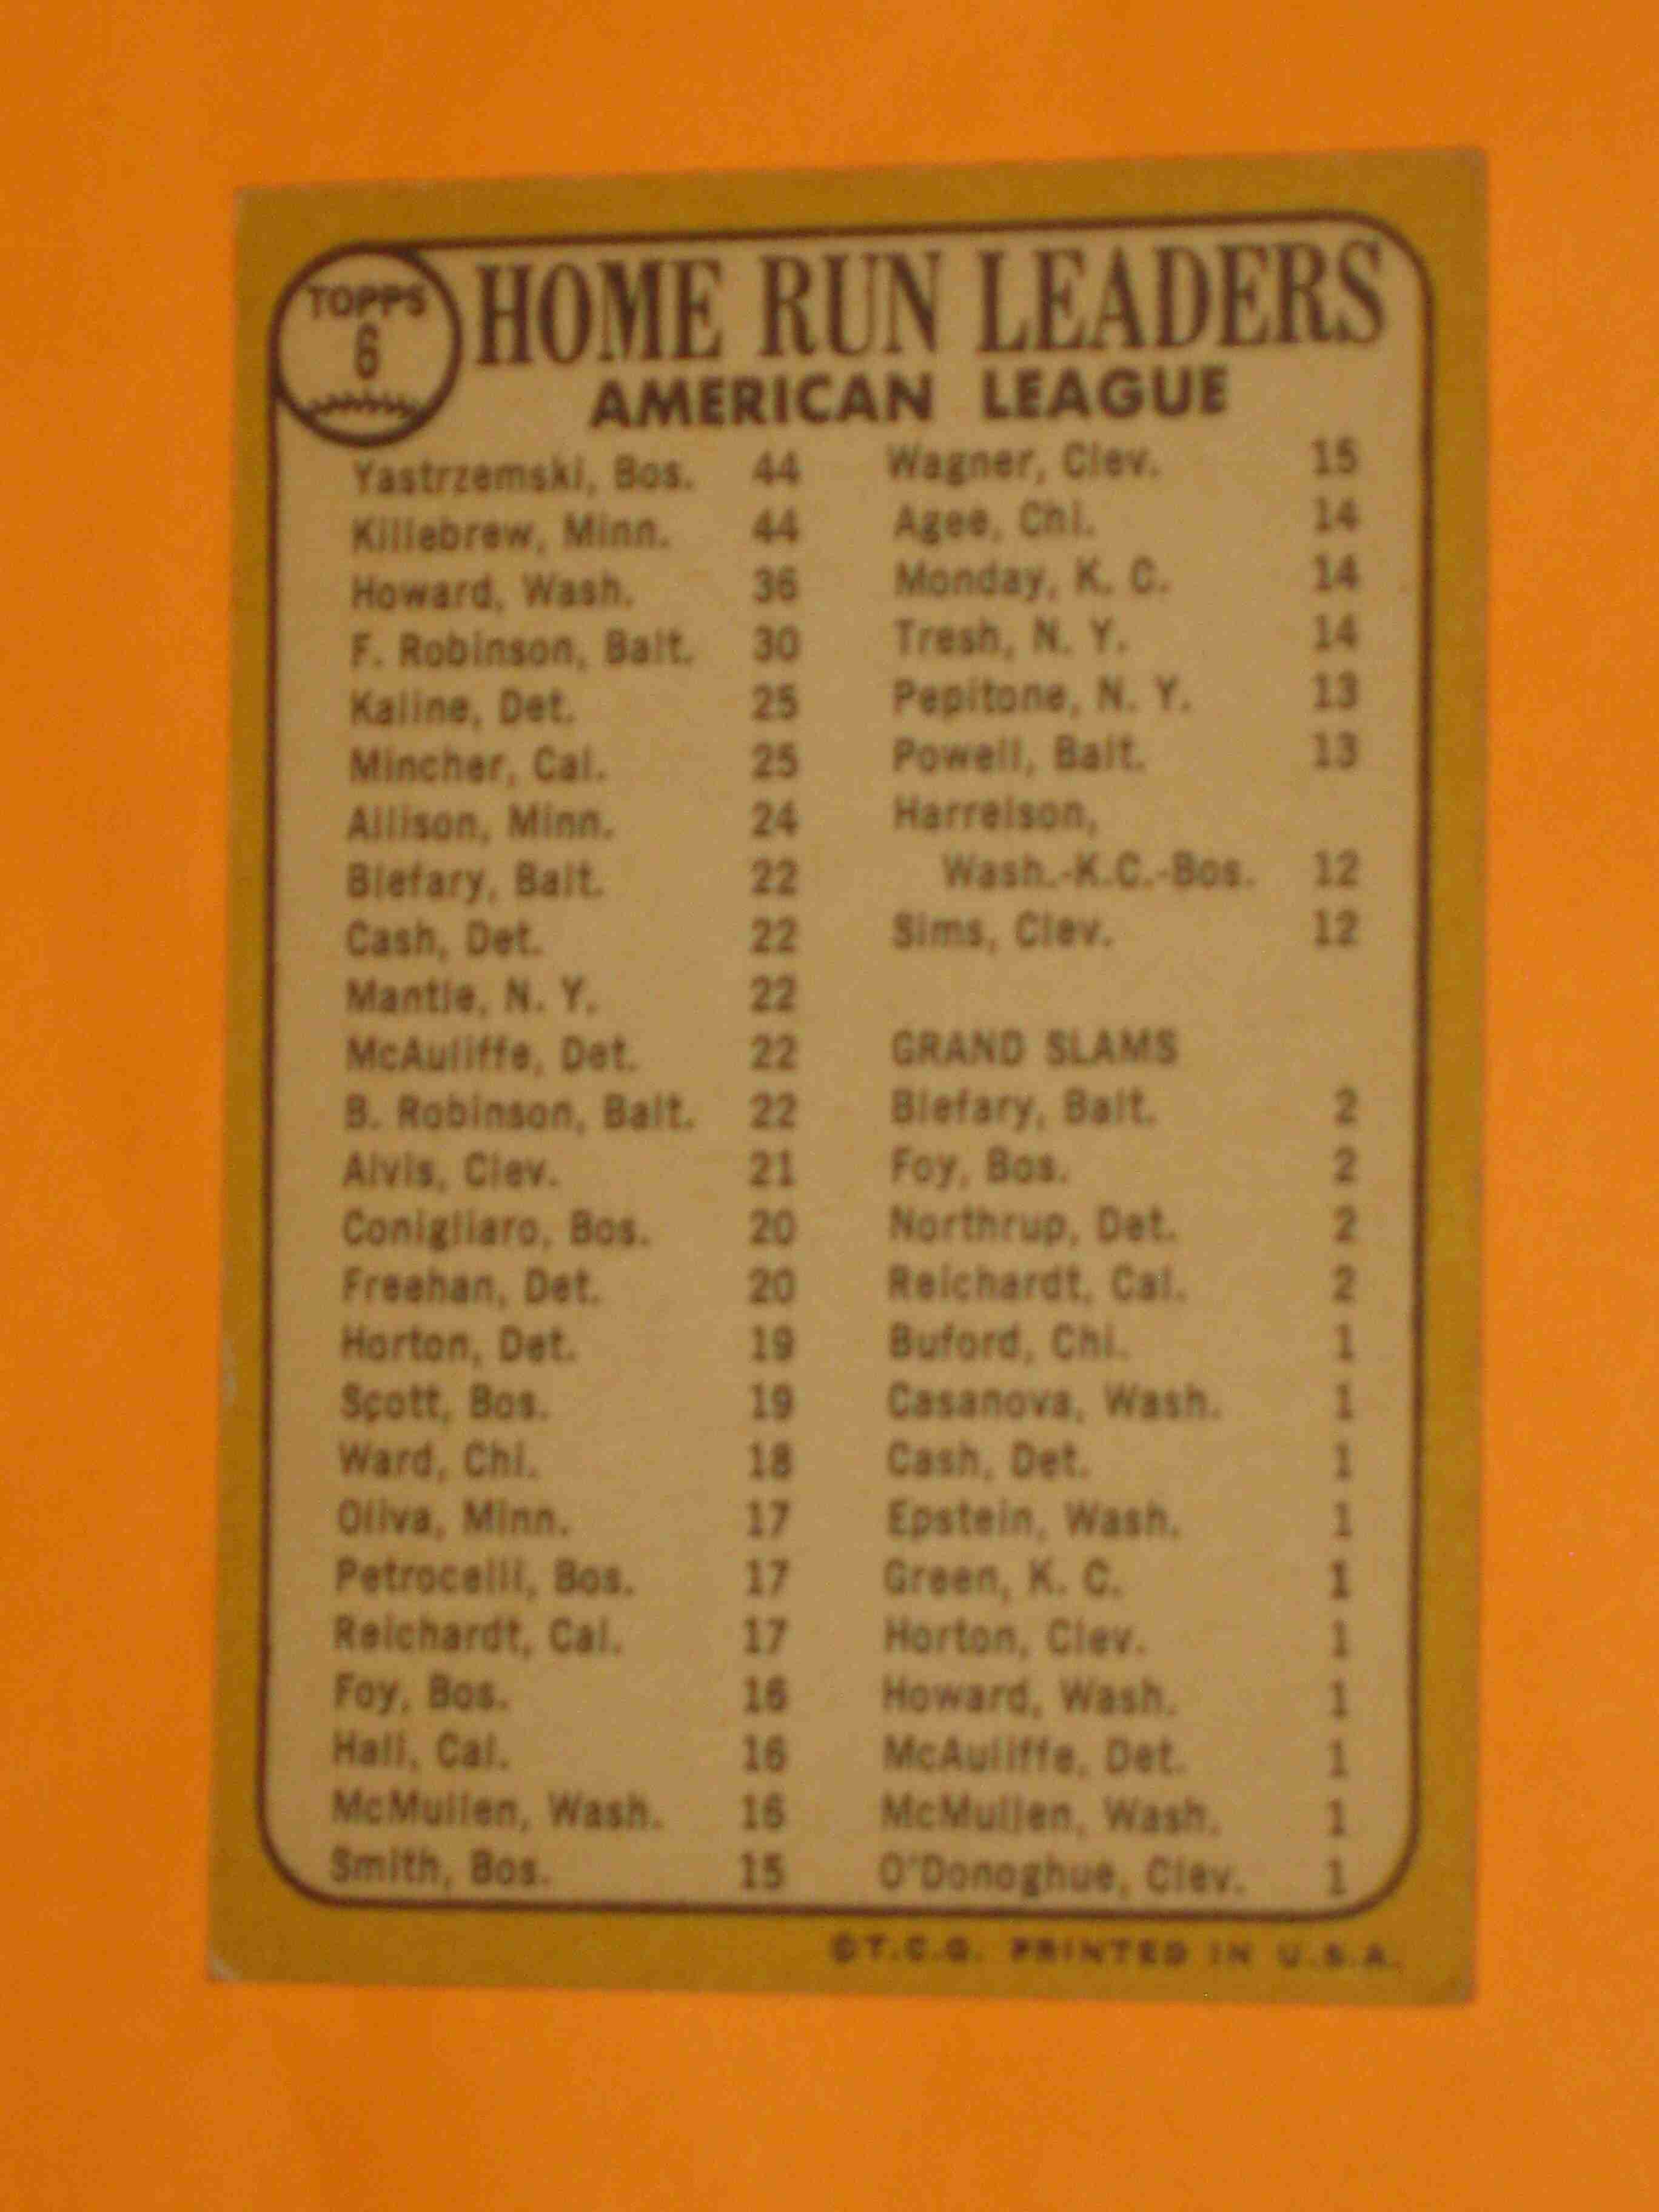 TOPPS
6
HOME RUN LEADERS
AMERICAN LEAGUE
Yastrzemski, Bos. 44
Killebrew, Minn. 44
Howard, Wash. 36
F. Robinson, Balt. 30
Kaline, Det. 25
Mincher, Cal. 25
Allison, Minn. 24
Blefary, Balt. 22
Cash, Det. 22
Mantle, N. Y. 22
McAuliffe, Det. 22
B. Robinson, Balt. 22
Alvis, Clev. 21
Conigliaro, Bos. 20
Freehan, Det. 20
Horton, Det. 19
Scott, Bos. 19
Ward, Chi. 18
Oliva, Minn. 17
Petrocelli, Bos. 17
Reichardt, Cal. 17
Foy, Bos. 16
Hall, Cal. 16
McMullen, Wash. 16
Smith, Bos. 15
Wagner, Clev. 15
Agee, Chi. 14
Monday, K. C. 14
Tresh, N. Y. 14
Pepitone, N. Y. 13
Powell, Balt. 13
Harrelson,
Wash.-K.C.-Bos. 12
Sims, Clev. 12
GRAND SLAMS
Blefary, Balt. 2
Foy, Bos. 2
Northrup, Det. 2
Reichardt, Cal. 2
Buford, Chi. 1
Casanova, Wash. 1
Cash, Det. 1
Epstein, Wash. 1
Green, K. C. 1
Horton, Clev. 1
Howard, Wash. 1
McAuliffe, Det. 1
McMullen, Wash. 1
O'Donoghue, Clev. 1
©T.C.G. PRINTED IN U.S.A.